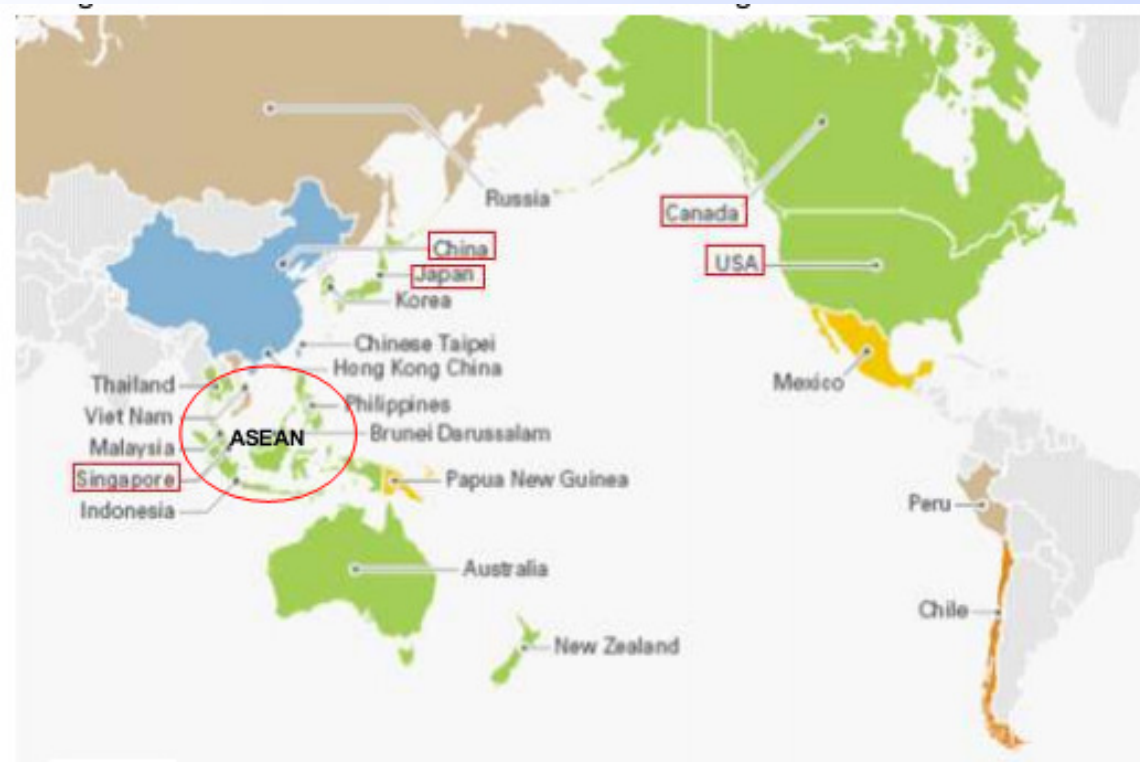 Russia
Canada
China
USA
Japan
Korea
Chinese Taipei
Hong Kong China
Thailand
Mexico
Viet Nam
Philippines
ASEAN
Brunei Darussalam
Malaysia
Singapore
Papua New Guinea
Indonesia
Peru
Australia
Chile
New Zealand